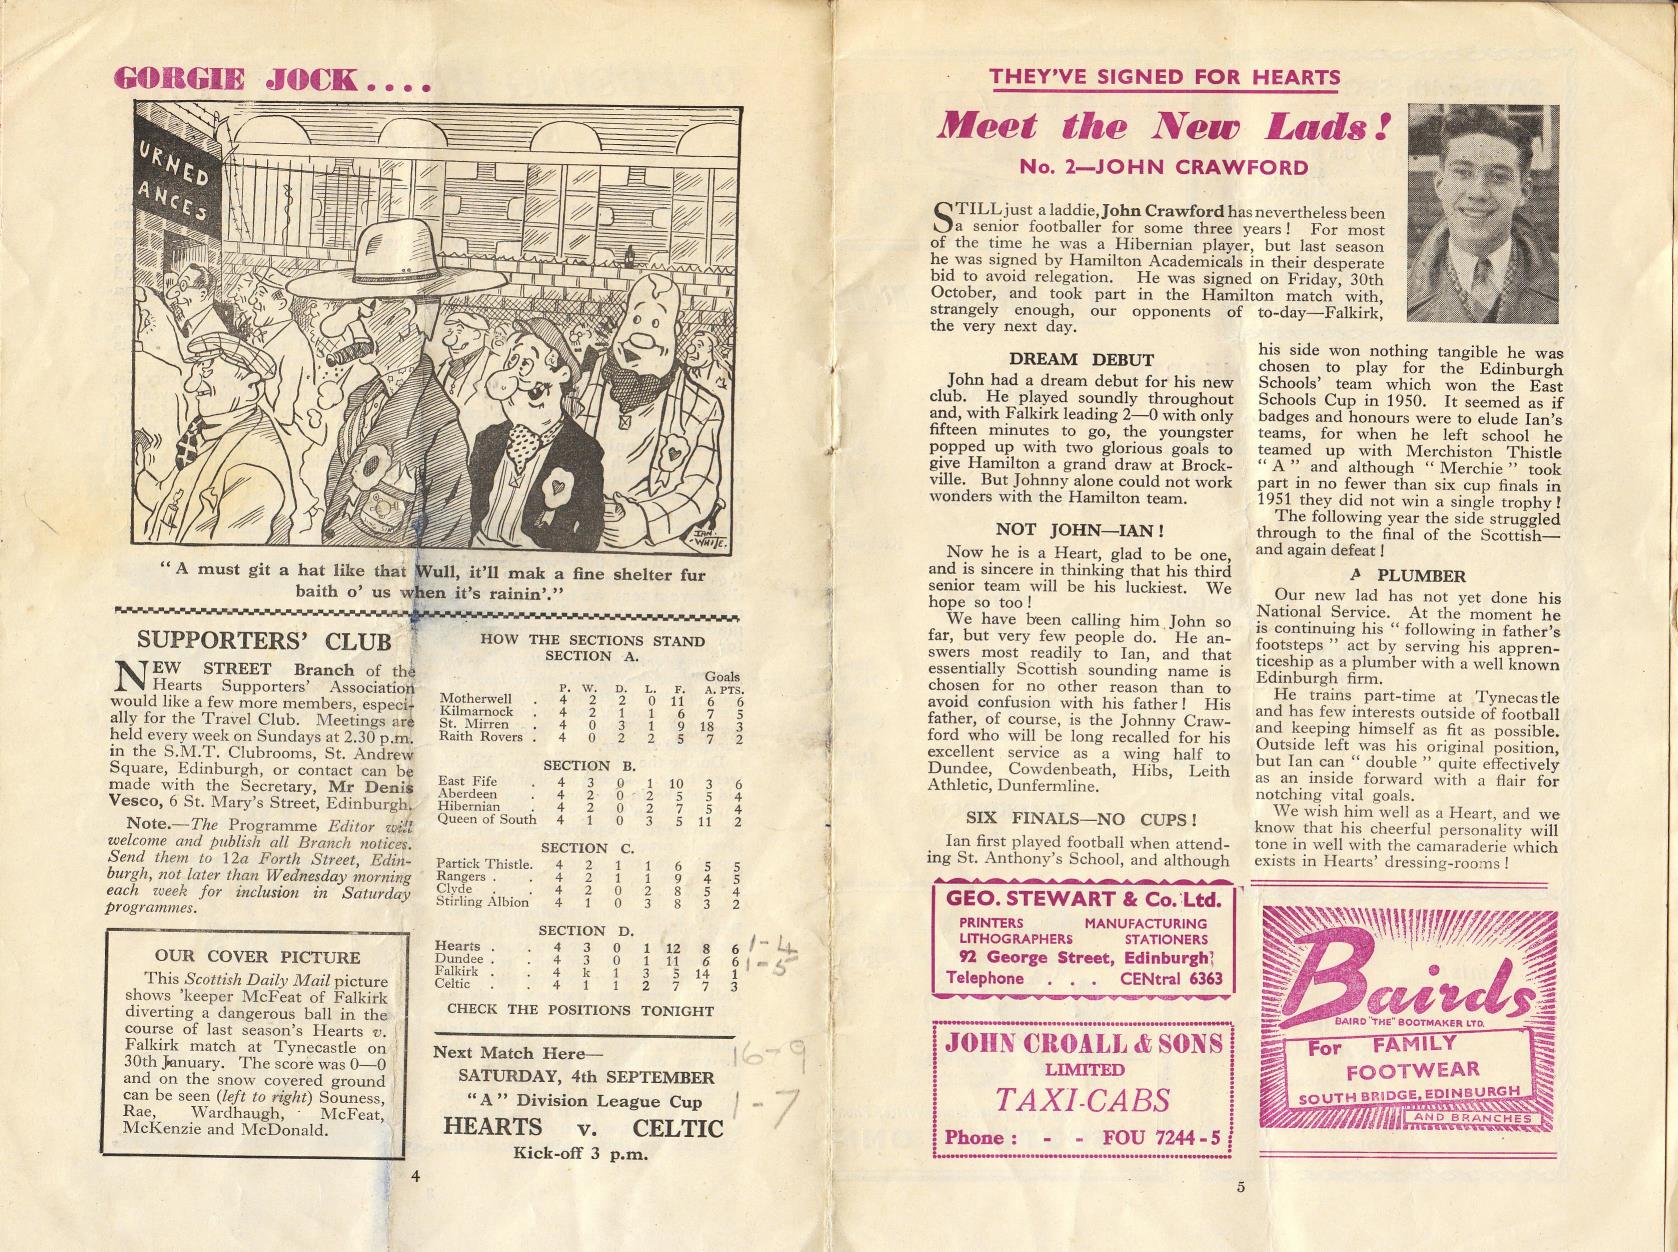 GORGIE JOCK....
URNED
ANCES
IAN
WHITE.
" A must git a hat like that Wull, it'll mak a fine shelter fur
baith o' us when it's rainin'."
SUPPORTERS' CLUB
NEW STREET Branch of the
Hearts Supporters' Association
would like a few more members, especi-
ally for the Travel Club. Meetings are
held every week on Sundays at 2.30 p.m.
in the S.M.T. Clubrooms, St. Andrew
Square, Edinburgh, or contact can be
made with the Secretary, Mr Denis
Vesco, 6 St. Mary's Street, Edinburgh.
Note.—The Programme Editor will
welcome and publish all Branch notices.
Send them to 12a Forth Street, Edin-
burgh, not later than Wednesday morning
each week for inclusion in Saturday
programmes.
OUR COVER PICTURE
This Scottish Daily Mail picture
shows 'keeper McFeat of Falkirk
diverting a dangerous ball in the
course of last season's Hearts v.
Falkirk match at Tynecastle on
30th January. The score was 0—0
and on the snow covered ground
can be seen (left to right) Souness,
Rae, Wardhaugh, McFeat,
McKenzie and McDonald.
HOW THE SECTIONS STAND
SECTION A.
Goals
P. W. D. L. F. A. PTS.
Motherwell . 4 2 2 0 11 6 6
Kilmarnock . 4 2 1 1 6 7 5
St. Mirren . 4 0 3 1 9 18 3
Raith Rovers . 4 0 2 2 5 7 2
SECTION B.
East Fife . 4 3 0 1 10 3 6
Aberdeen . 4 2 0 2 5 5 4
Hibernian . 4 2 0 2 7 5 4
Queen of South 4 1 0 3 5 11 2
SECTION C.
Partick Thistle. 4 2 1 1 6 5 5
Rangers . . 4 2 1 1 9 4 5
Clyde . . 4 2 0 2 8 5 4
Stirling Albion 4 1 0 3 8 3 2
SECTION D.
Hearts . . 4 3 0 1 12 8 6 1-4
Dundee . . 4 3 0 1 11 6 6 1-5
Falkirk . . 4 k 1 3 5 14 1
Celtic . . 4 1 1 2 7 7 3
CHECK THE POSITIONS TONIGHT
Next Match Here—
16-9
SATURDAY, 4th SEPTEMBER
" A " Division League Cup
1-7
HEARTS v. CELTIC
Kick-off 3 p.m.
4
THEY'VE SIGNED FOR HEARTS
Meet the New Lads!
No. 2—JOHN CRAWFORD
STILL just a laddie, John Crawford has nevertheless been
a senior footballer for some three years! For most
of the time he was a Hibernian player, but last season
he was signed by Hamilton Academicals in their desperate
bid to avoid relegation. He was signed on Friday, 30th
October, and took part in the Hamilton match with,
strangely enough, our opponents of to-day—Falkirk,
the very next day.
DREAM DEBUT
John had a dream debut for his new
club. He played soundly throughout
and, with Falkirk leading 2—0 with only
fifteen minutes to go, the youngster
popped up with two glorious goals to
give Hamilton a grand draw at Brock-
ville. But Johnny alone could not work
wonders with the Hamilton team.
NOT JOHN—IAN!
Now he is a Heart, glad to be one,
and is sincere in thinking that his third
senior team will be his luckiest. We
hope so too!
We have been calling him John so
far, but very few people do. He an-
swers most readily to Ian, and that
essentially Scottish sounding name is
chosen for no other reason than to
avoid confusion with his father! His
father, of course, is the Johnny Craw-
ford who will be long recalled for his
excellent service as a wing half to
Dundee, Cowdenbeath, Hibs, Leith
Athletic, Dunfermline.
SIX FINALS—NO CUPS!
Ian first played football when attend-
ing St. Anthony's School, and although
his side won nothing tangible he was
chosen to play for the Edinburgh
Schools' team which won the East
Schools Cup in 1950. It seemed as if
badges and honours were to elude Ian's
teams, for when he left school he
teamed up with Merchiston Thistle
" A " and although " Merchie " took
part in no fewer than six cup finals in
1951 they did not win a single trophy!
The following year the side struggled
through to the final of the Scottish—
and again defeat!
A PLUMBER
Our new lad has not yet done his
National Service. At the moment he
is continuing his " following in father's
footsteps " act by serving his appren-
ticeship as a plumber with a well known
Edinburgh firm.
He trains part-time at Tynecastle
and has few interests outside of football
and keeping himself as fit as possible.
Outside left was his original position,
but Ian can " double " quite effectively
as an inside forward with a flair for
notching vital goals.
We wish him well as a Heart, and we
know that his cheerful personality will
tone in well with the camaraderie which
exists in Hearts' dressing-rooms!
GEO. STEWART & Co. Ltd.
PRINTERS MANUFACTURING
LITHOGRAPHERS STATIONERS
92 George Street, Edinburgh
Telephone . . . CENtral 6363
JOHN CROALL & SONS
LIMITED
TAXI-CABS
Phone : - - FOU 7244-5
Bairds
BAIRD "THE" BOOTMAKER LTD.
For FAMILY
FOOTWEAR
SOUTH BRIDGE, EDINBURGH
AND BRANCHES
5